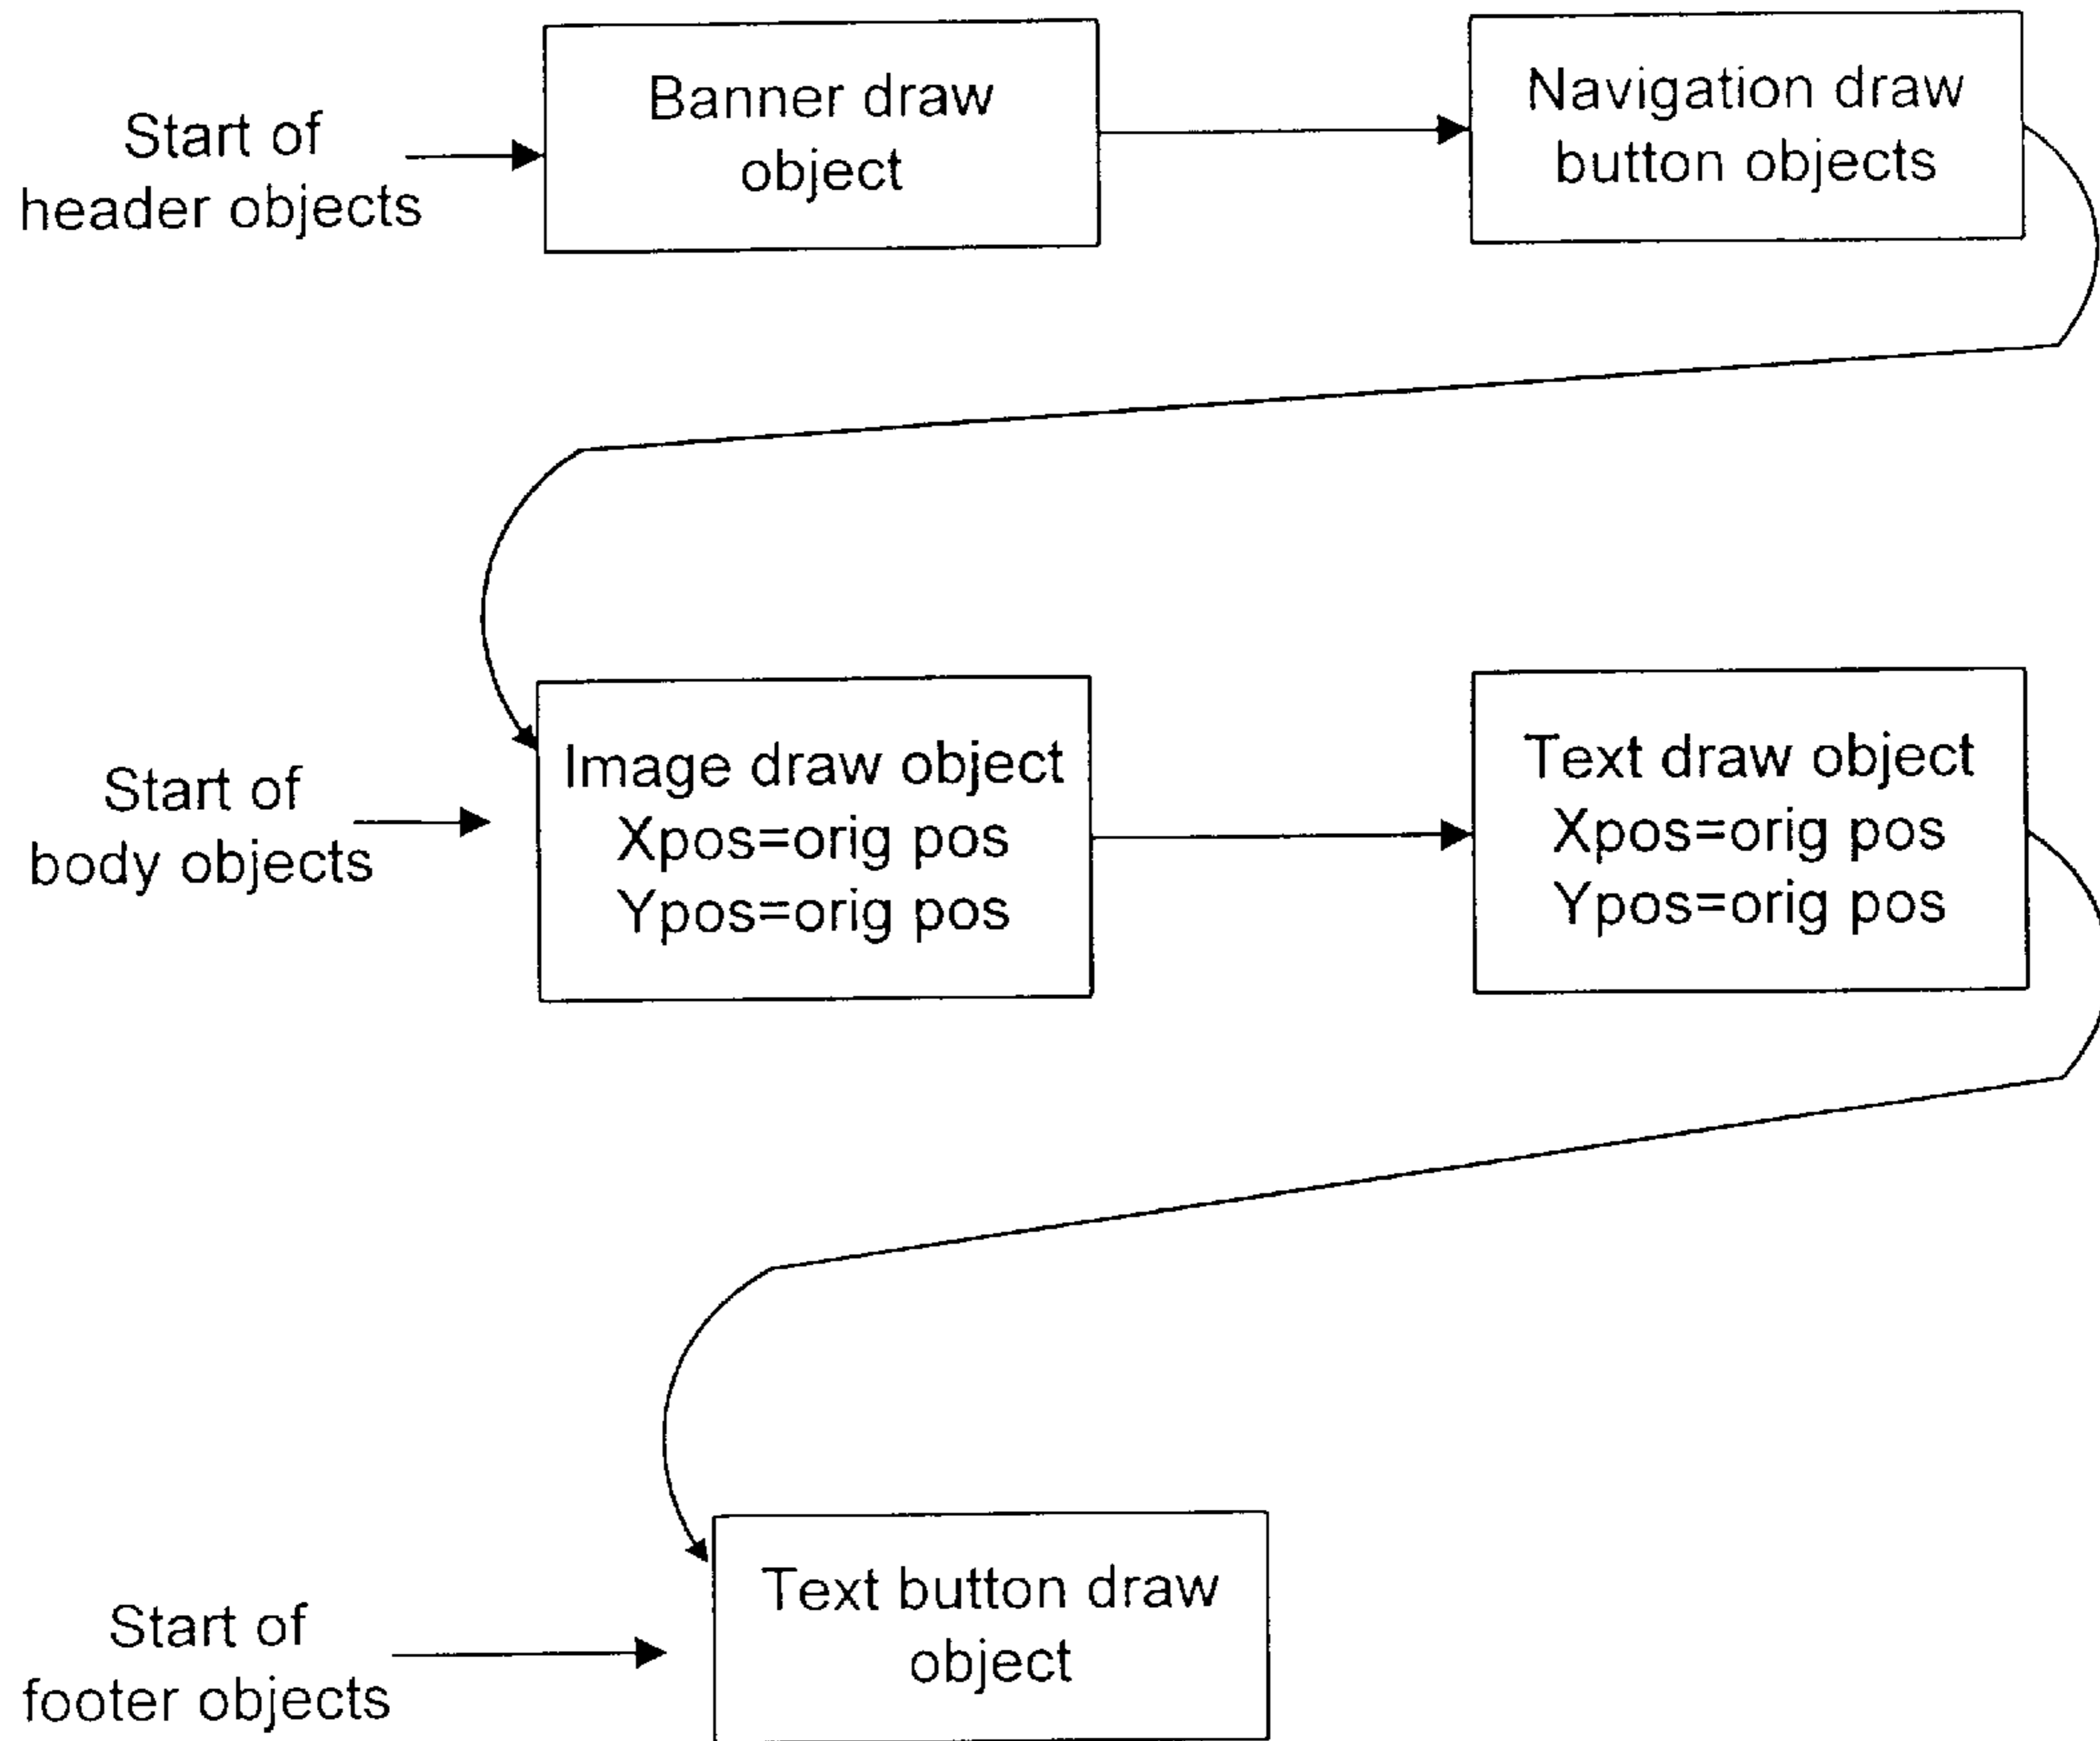 Start of
header objects
Banner draw
object
Navigation draw
button objects
Start of
body objects
Image draw object
Xpos=orig pos
Ypos=orig pos
Text draw object
Xpos=orig pos
Ypos=orig pos
Start of
footer objects
Text button draw
object